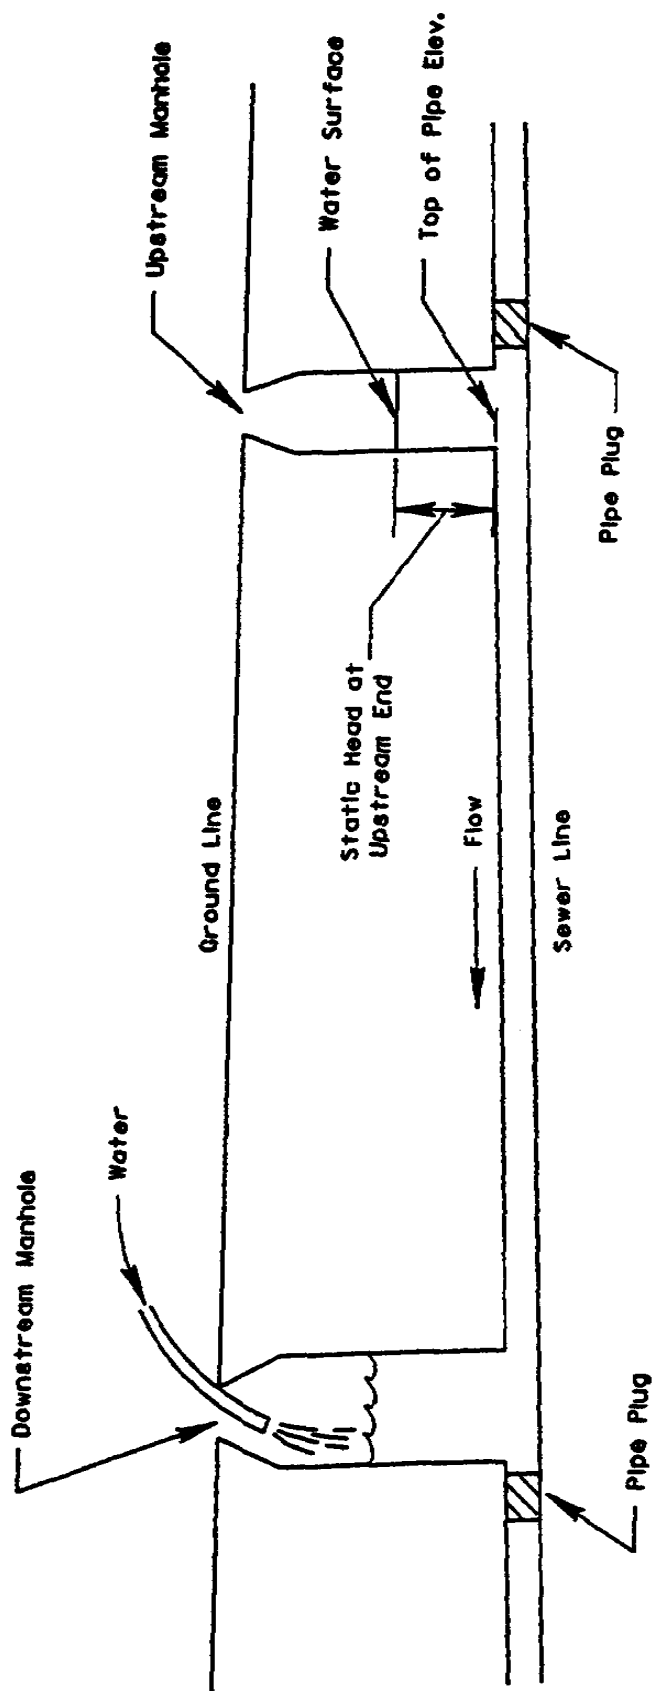 Downstream Manhole
Water
Ground Line
Upstream Manhole
Water Surface
Static Head at
Upstream End
Top of Pipe Elev.
Flow
Sewer Line
Pipe Plug
Pipe Plug